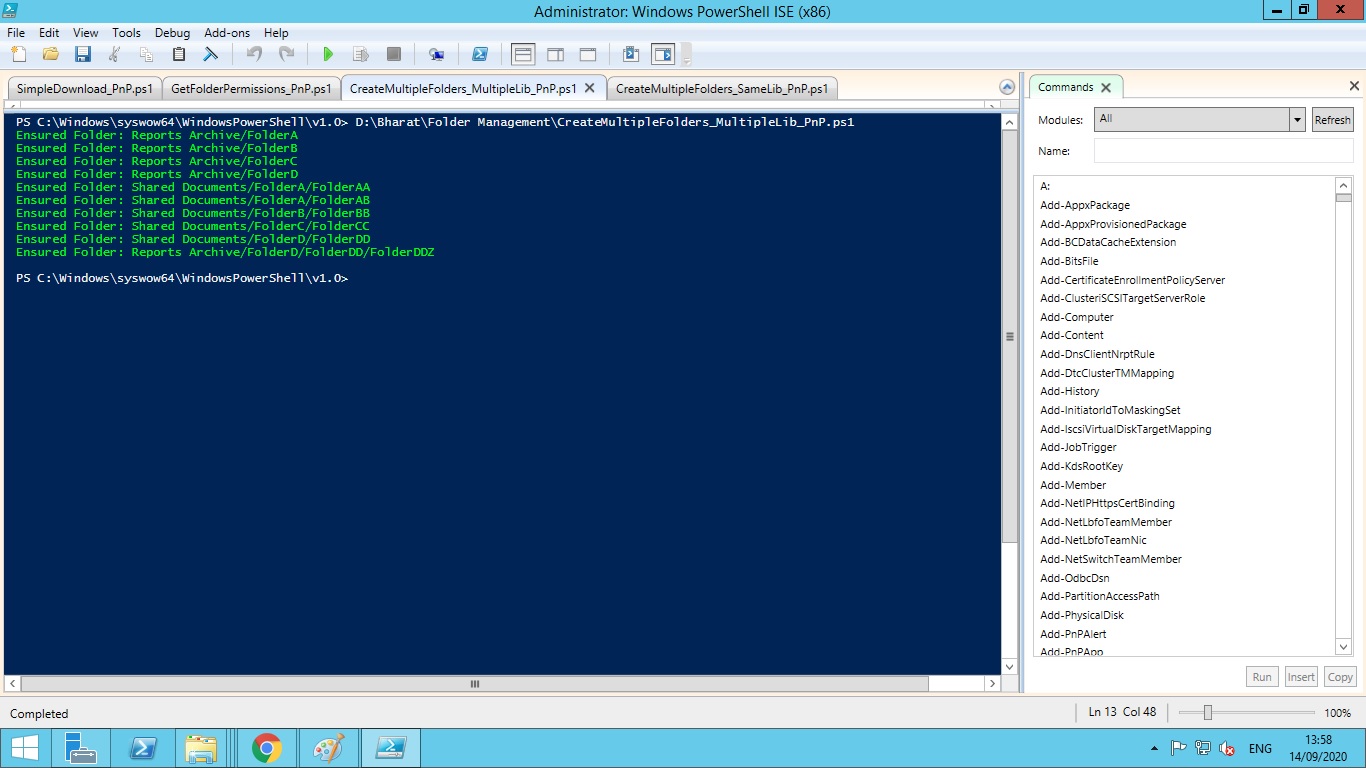 Administrator: Windows PowerShell ISE (x86)
File Edit View Tools Debug Add-ons Help
SimpleDownload_PnP.ps1 GetFolderPermissions_PnP.ps1 CreateMultipleFolders_MultipleLib_PnP.ps1 CreateMultipleFolders_SameLib_PnP.ps1
PS C:\Windows\syswow64\WindowsPowerShell\v1.0> D:\Bharat\Folder Management\CreateMultipleFolders_MultipleLib_PnP.ps1
Ensured Folder: Reports Archive/FolderA
Ensured Folder: Reports Archive/FolderB
Ensured Folder: Reports Archive/FolderC
Ensured Folder: Reports Archive/FolderD
Ensured Folder: Shared Documents/FolderA/FolderAA
Ensured Folder: Shared Documents/FolderA/FolderAB
Ensured Folder: Shared Documents/FolderB/FolderBB
Ensured Folder: Shared Documents/FolderC/FolderCC
Ensured Folder: Shared Documents/FolderD/FolderDD
Ensured Folder: Reports Archive/FolderD/FolderDD/FolderDDZ
PS C:\Windows\syswow64\WindowsPowerShell\v1.0>
Commands
Modules: All Refresh
Name:
A:
Add-AppxPackage
Add-AppxProvisionedPackage
Add-BCDataCacheExtension
Add-BitsFile
Add-CertificateEnrollmentPolicyServer
Add-ClusteriSCSITargetServerRole
Add-Computer
Add-Content
Add-DnsClientNrptRule
Add-DtcClusterTMMapping
Add-History
Add-InitiatorIdToMaskingSet
Add-IscsiVirtualDiskTargetMapping
Add-JobTrigger
Add-KdsRootKey
Add-Member
Add-NetIPHttpsCertBinding
Add-NetLbfoTeamMember
Add-NetLbfoTeamNic
Add-NetSwitchTeamMember
Add-OdbcDsn
Add-PartitionAccessPath
Add-PhysicalDisk
Add-PnPAlert
Add-PnPApp
Run Insert Copy
Completed
Ln 13 Col 48
100%
ENG
13:58
14/09/2020